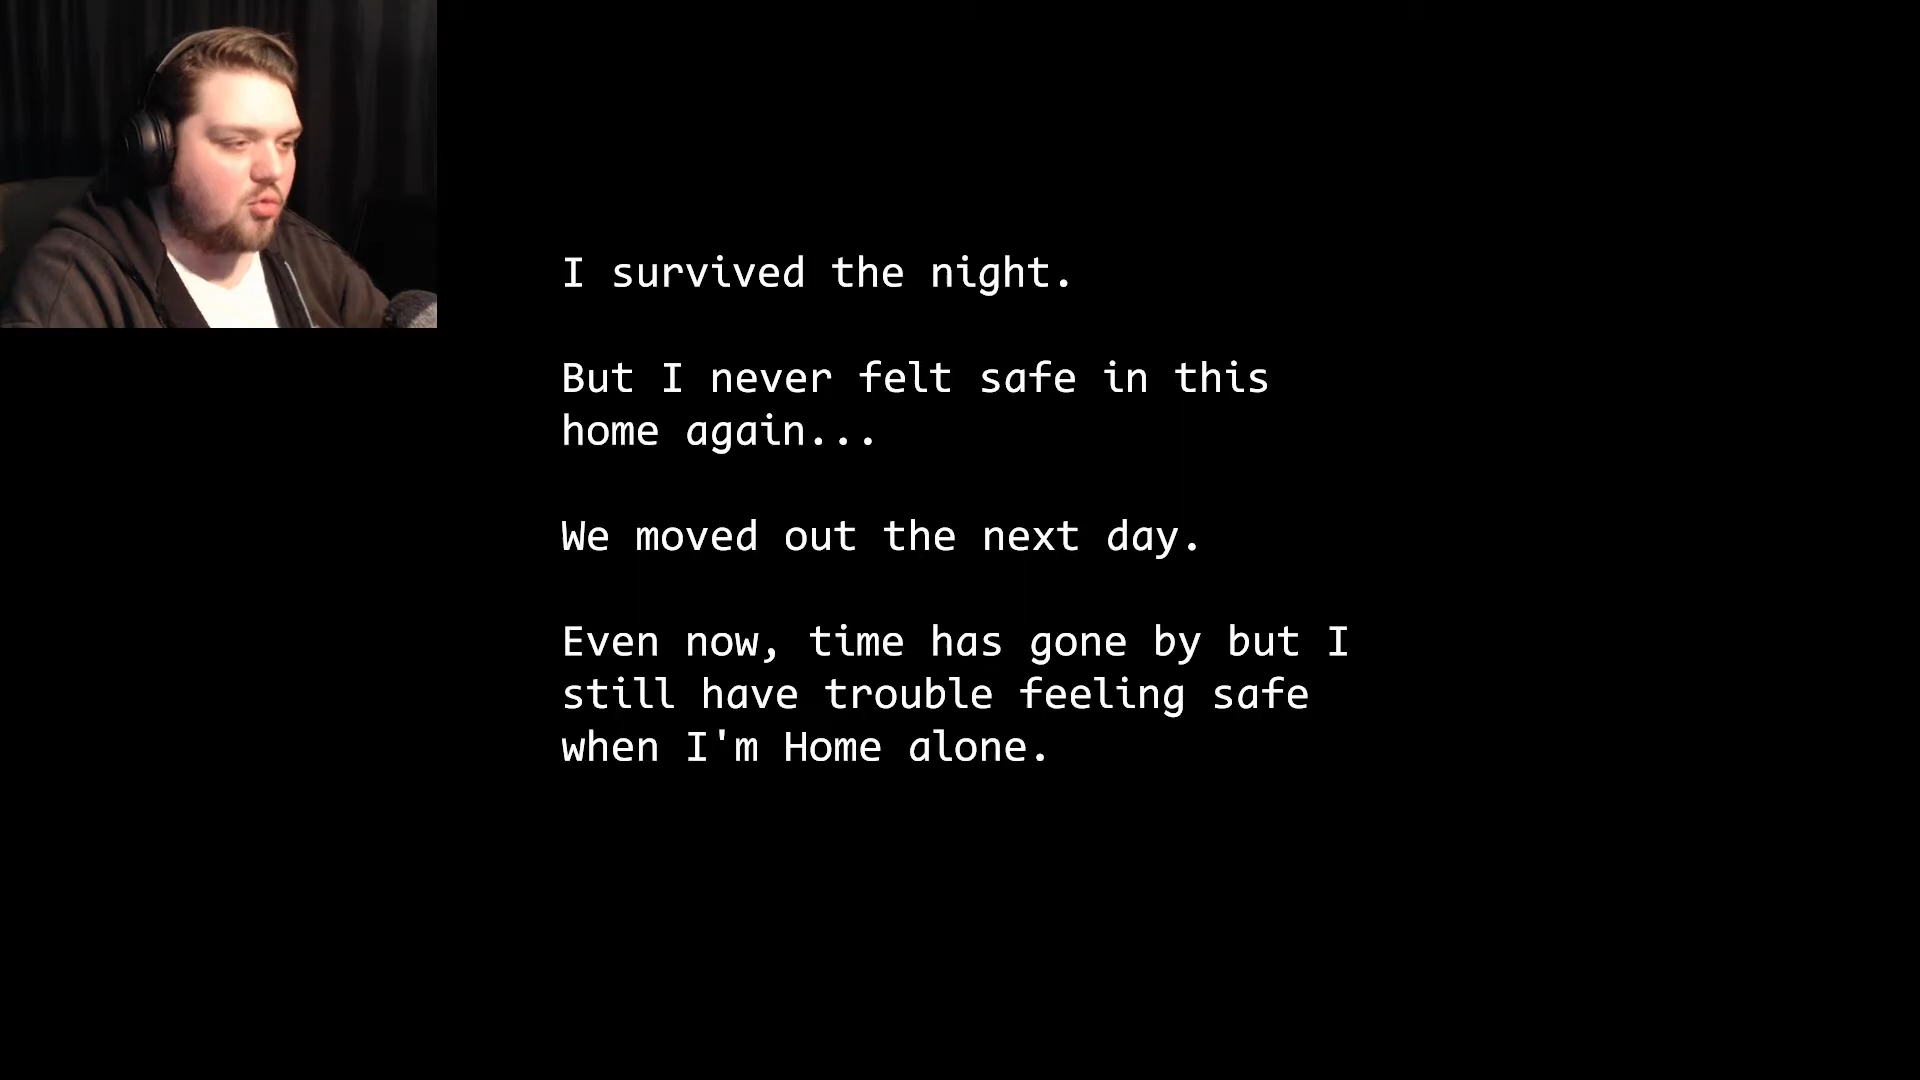 I survived the night.
But I never felt safe in this
home again...
We moved out the next day.
Even now, time has gone by but I
still have trouble feeling safe
when I'm Home alone.